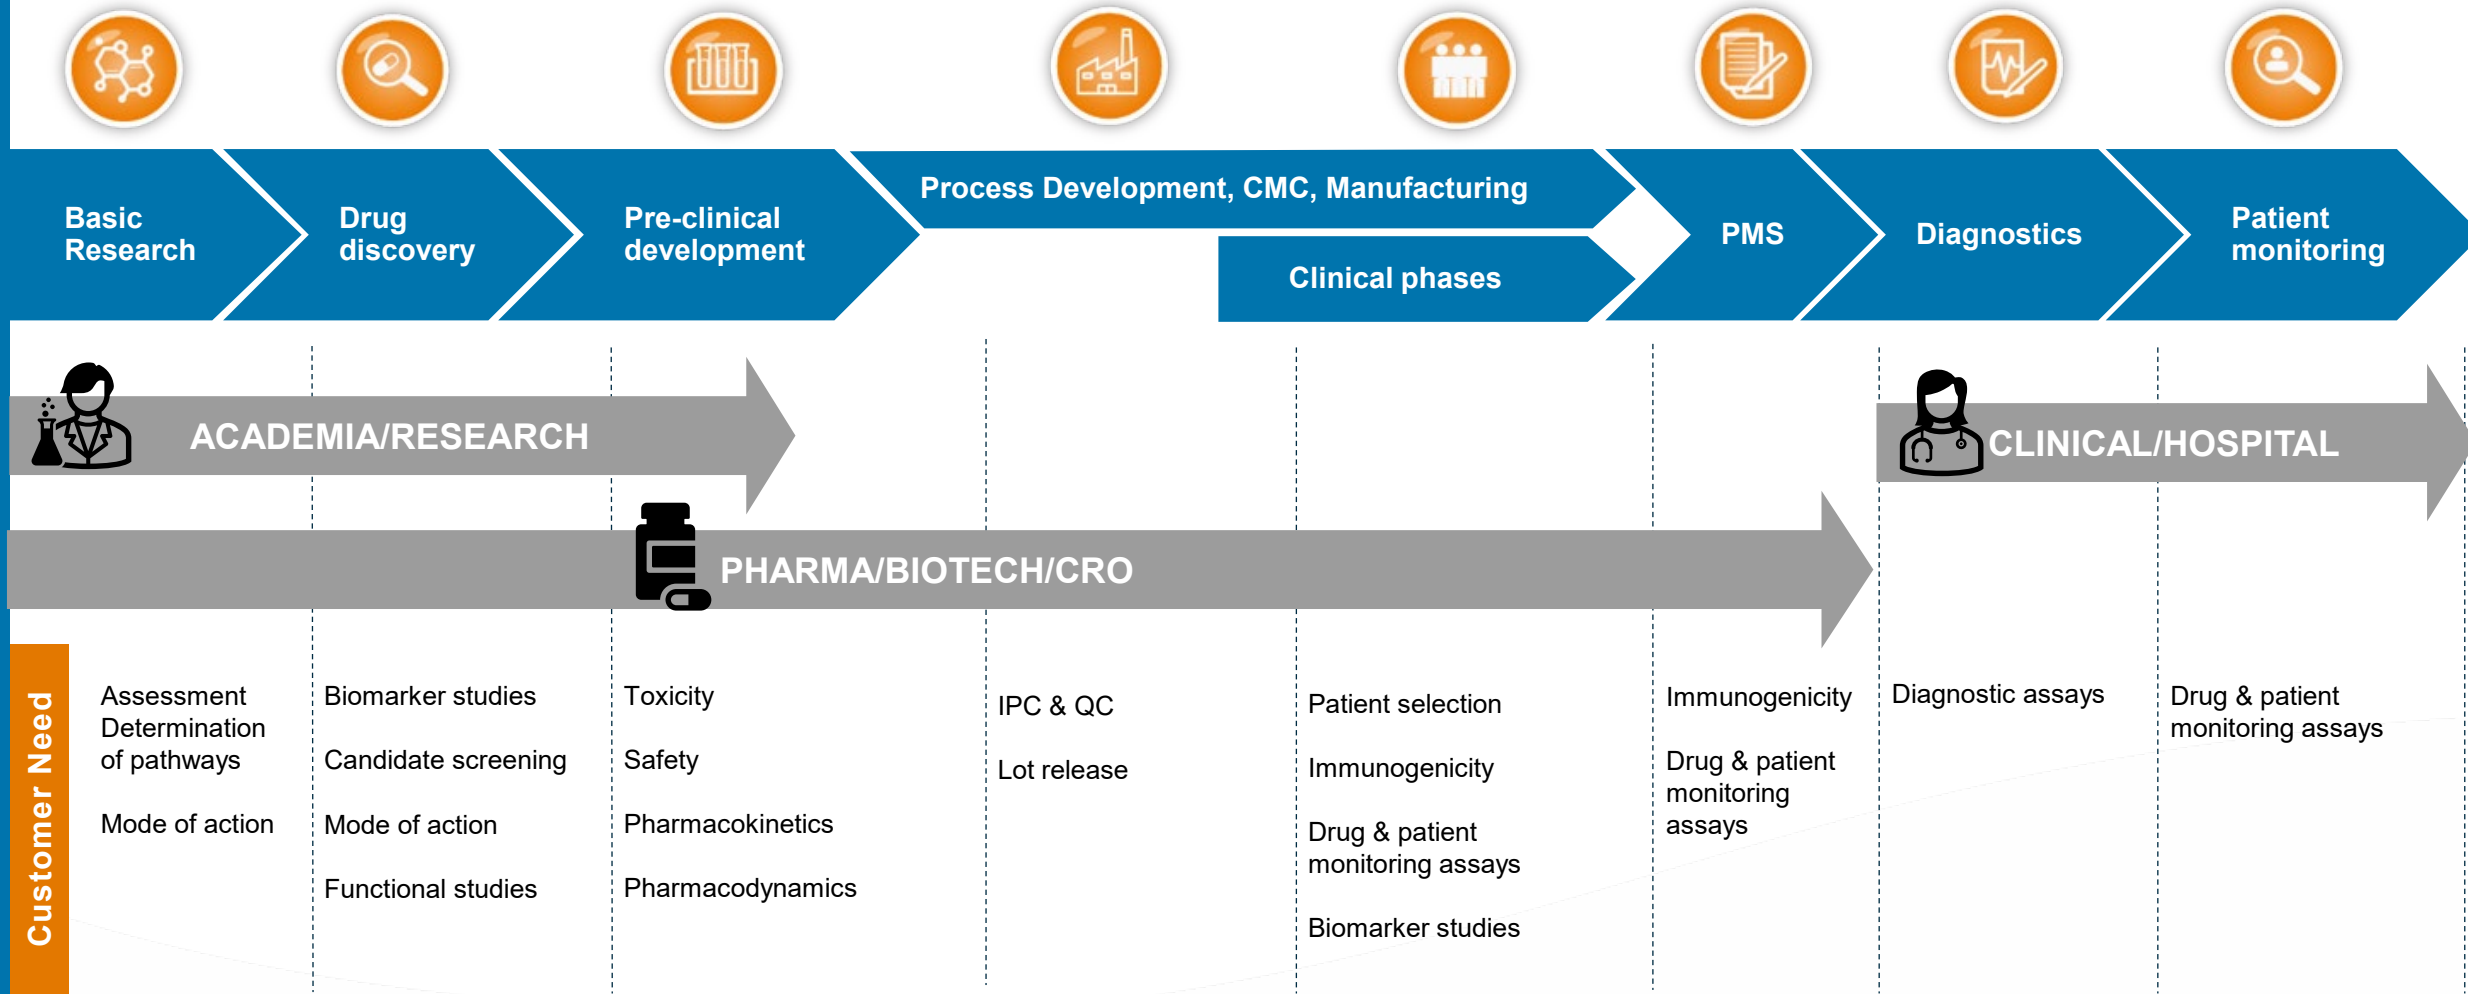 Basic
Research
Drug
discovery
Pre-clinical
development
Process Development, CMC, Manufacturing
Clinical phases
PMS
Diagnostics
Patient
monitoring
ACADEMIA/RESEARCH
CLINICAL/HOSPITAL
PHARMA/BIOTECH/CRO
Customer Need
Assessment
Determination
of pathways
Mode of action
Biomarker studies
Candidate screening
Mode of action
Functional studies
Toxicity
Safety
Pharmacokinetics
Pharmacodynamics
IPC & QC
Lot release
Patient selection
Immunogenicity
Drug & patient
monitoring assays
Biomarker studies
Immunogenicity
Drug & patient
monitoring
assays
Diagnostic assays
Drug & patient
monitoring assays